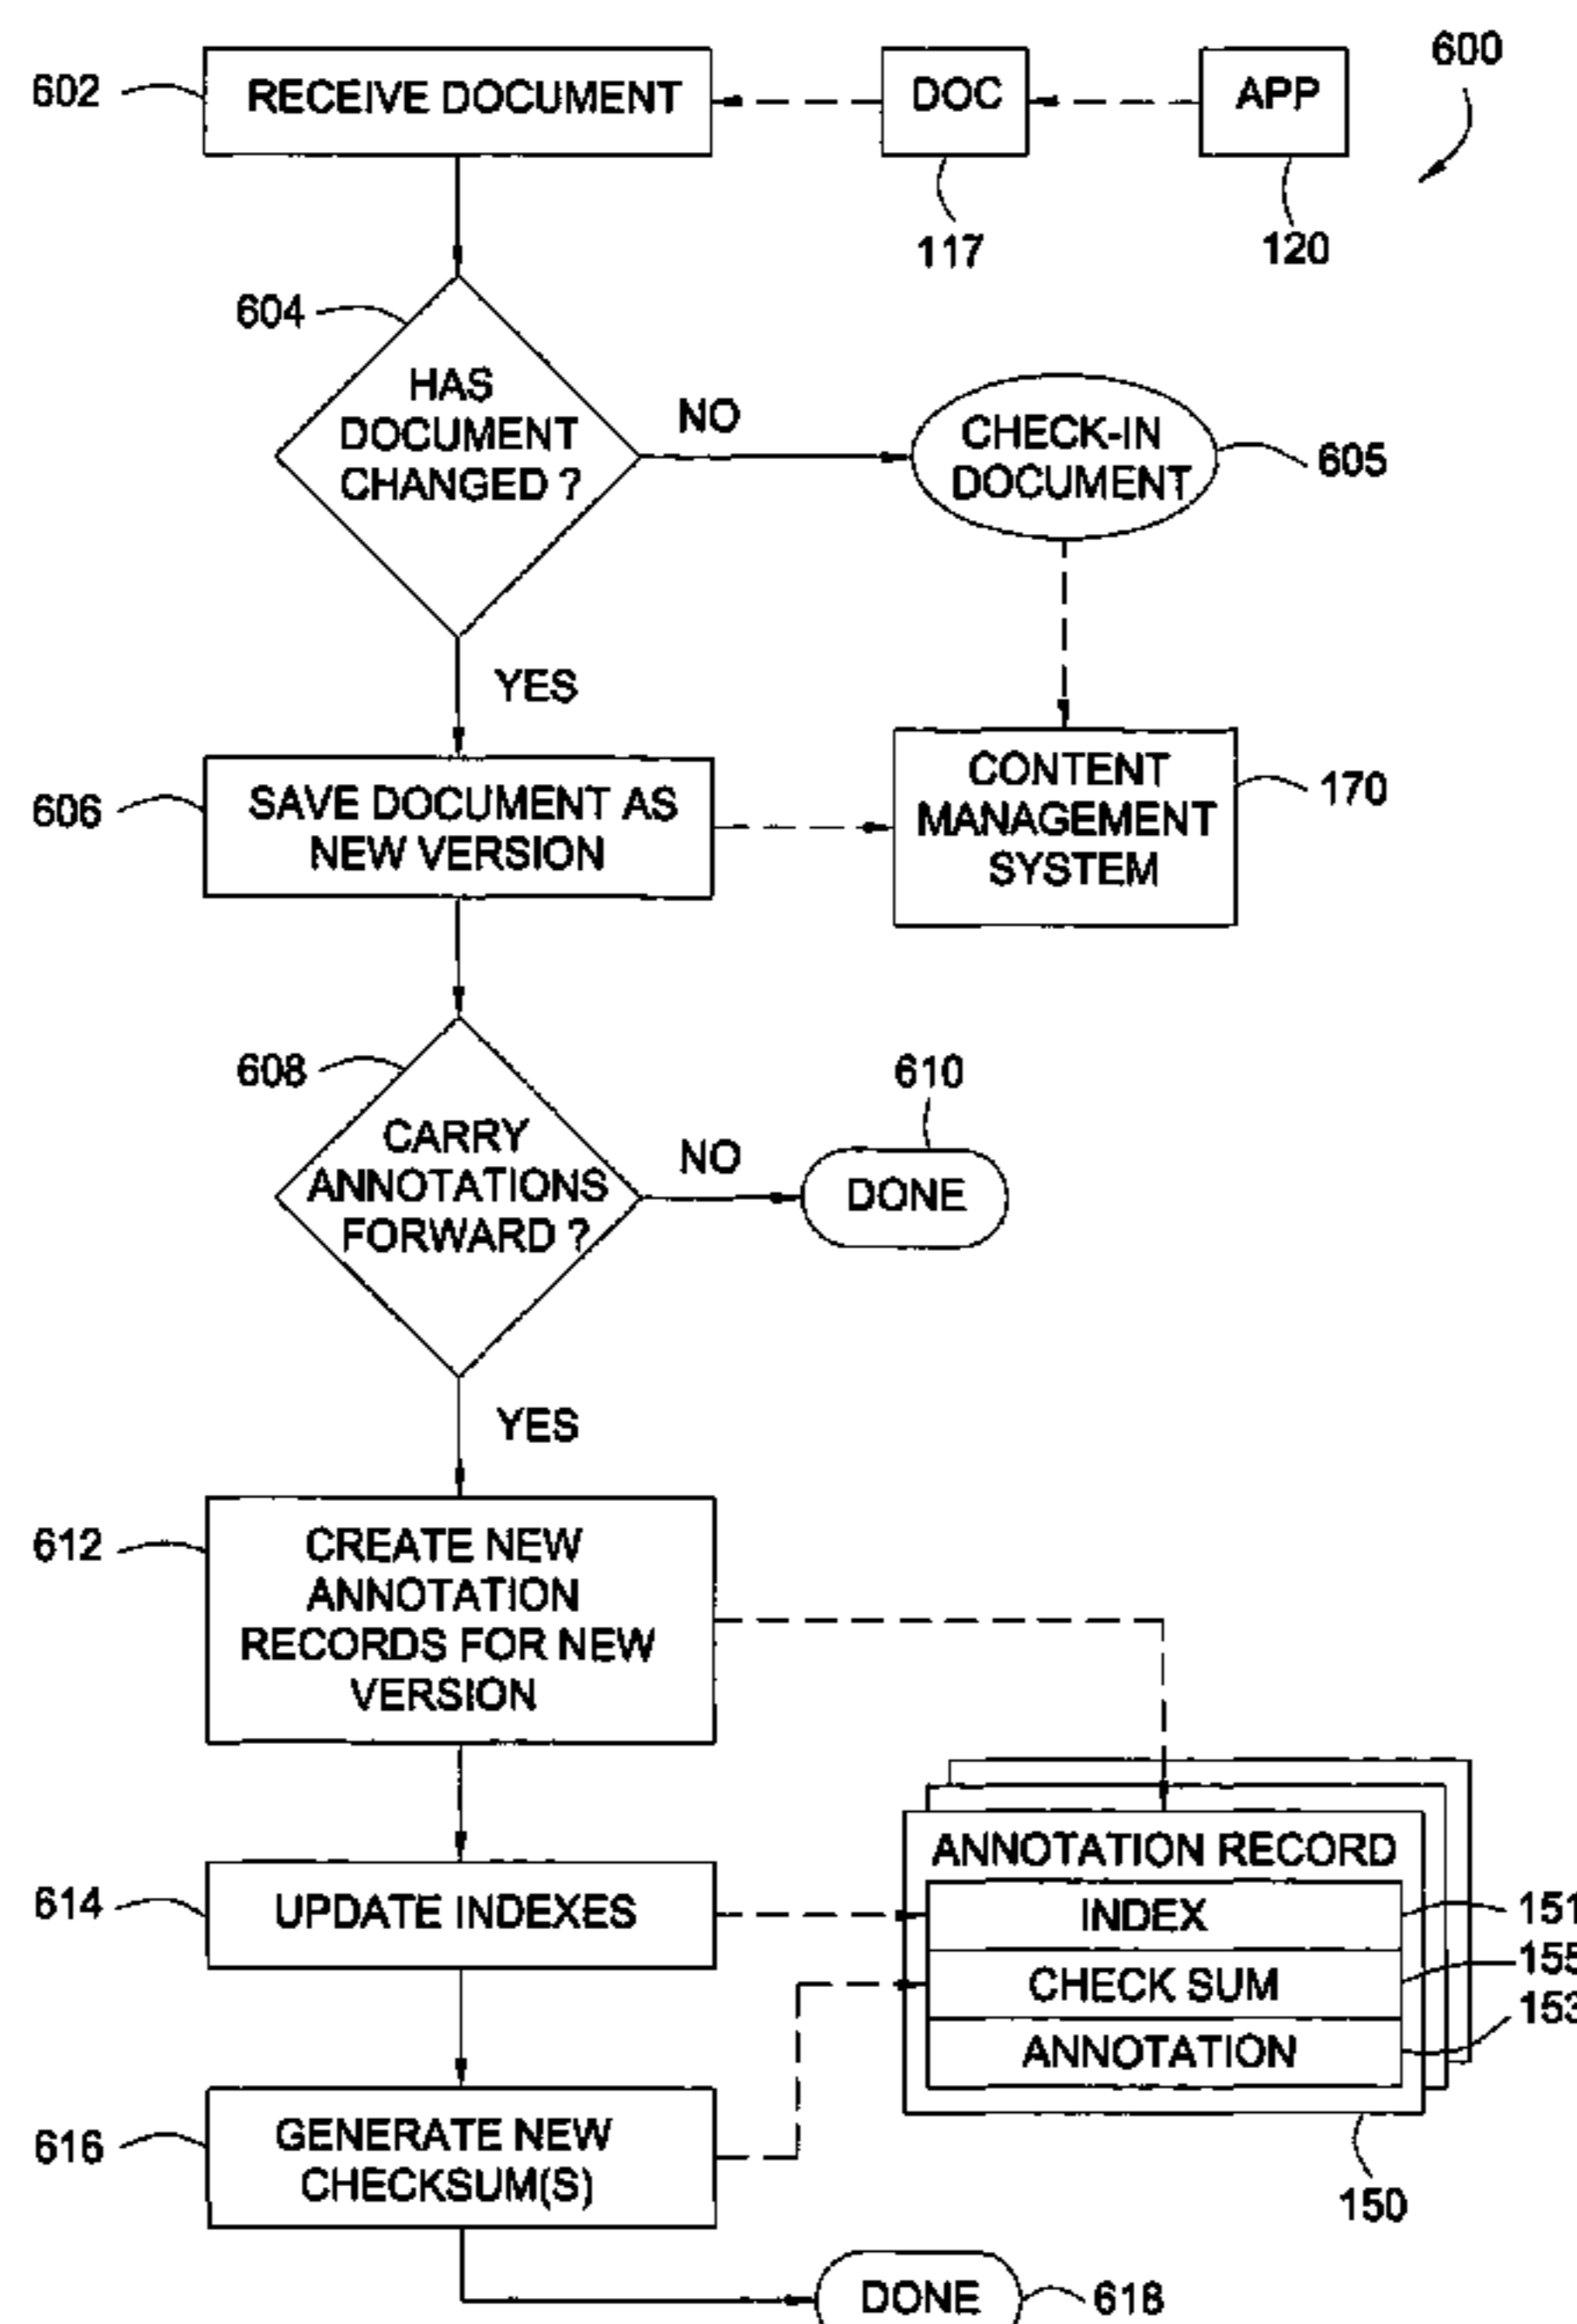 600
602
RECEIVE DOCUMENT
DOC
APP
117
120
604
HAS
DOCUMENT
CHANGED ?
NO
CHECK-IN
DOCUMENT
605
YES
606
SAVE DOCUMENT AS
NEW VERSION
CONTENT
MANAGEMENT
SYSTEM
170
608
CARRY
ANNOTATIONS
FORWARD ?
NO
610
DONE
YES
612
CREATE NEW
ANNOTATION
RECORDS FOR NEW
VERSION
614
UPDATE INDEXES
ANNOTATION RECORD
INDEX
151
CHECK SUM
155
ANNOTATION
153
616
GENERATE NEW
CHECKSUM(S)
150
DONE
618